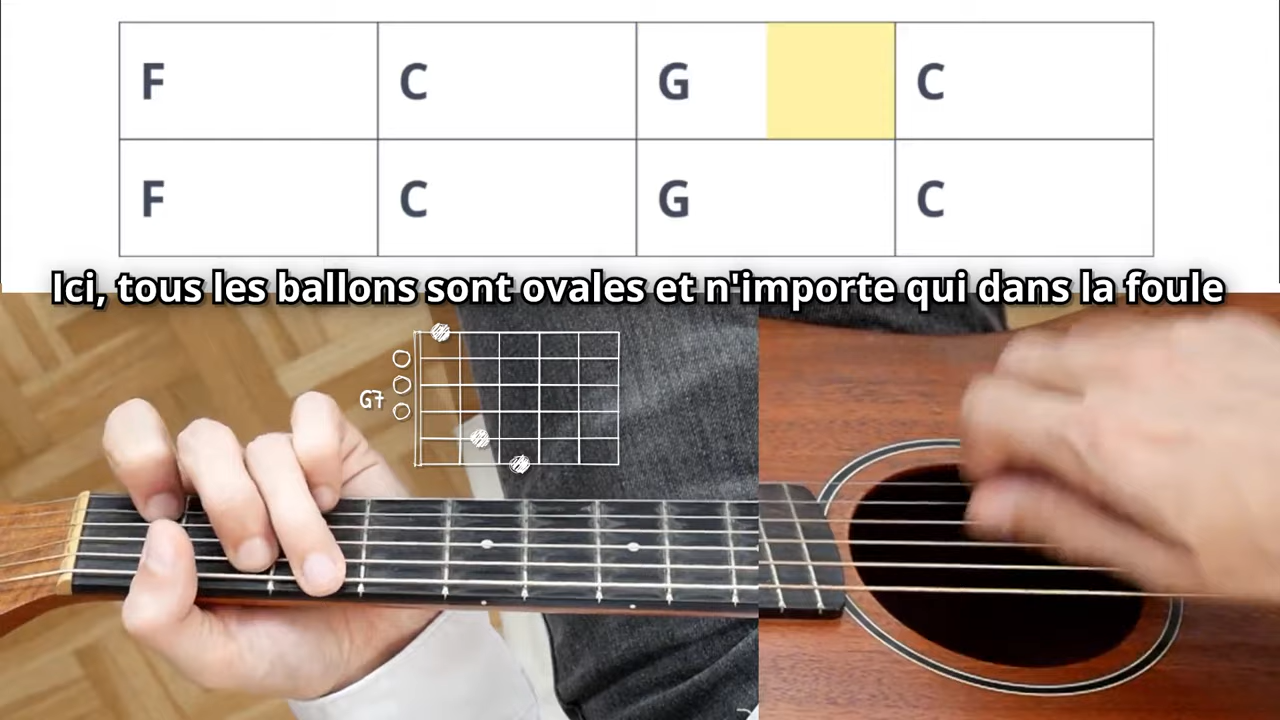 F C G C
F C G C
Ici, tous les ballons sont ovales et n'importe qui dans la foule
G7